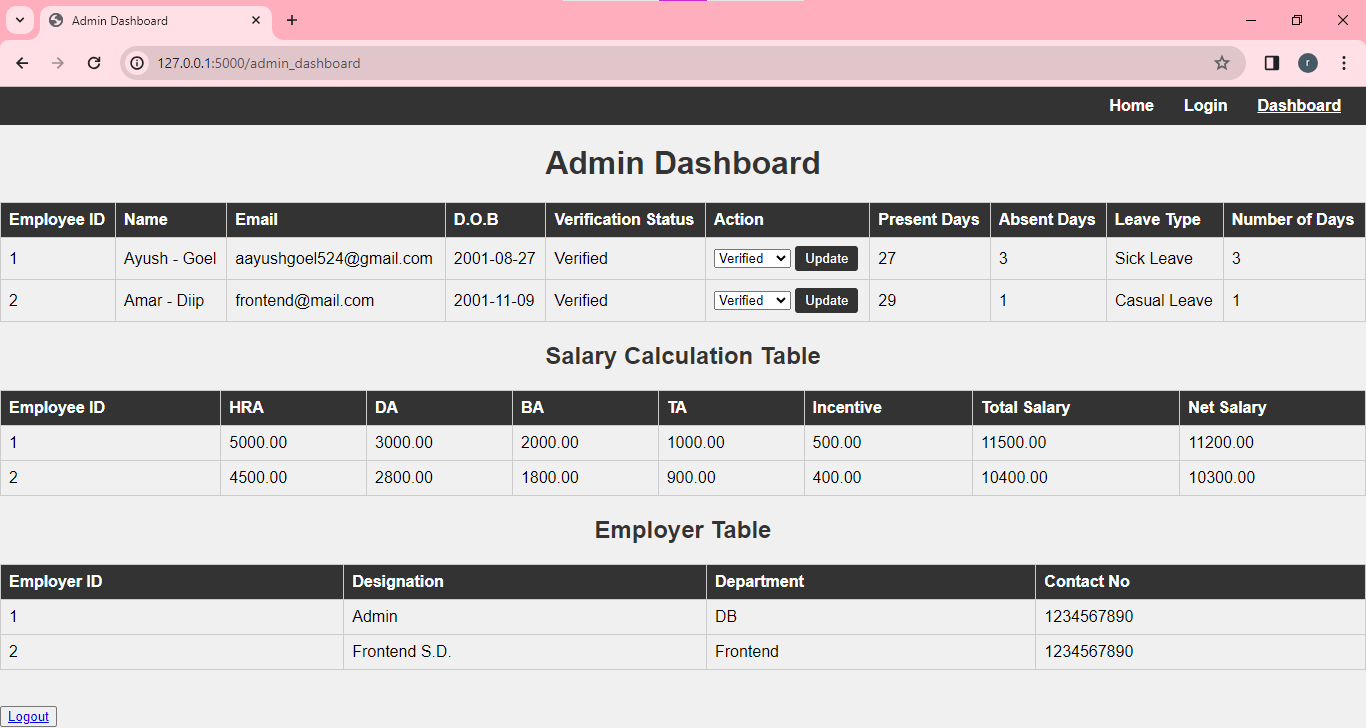 Admin Dashboard
127.0.0.1:5000/admin_dashboard
r
Home Login Dashboard
Admin Dashboard
Employee ID Name Email D.O.B Verification Status Action Present Days Absent Days Leave Type Number of Days
1 Ayush - Goel aayushgoel524@gmail.com 2001-08-27 Verified Verified Update 27 3 Sick Leave 3
2 Amar - Diip frontend@mail.com 2001-11-09 Verified Verified Update 29 1 Casual Leave 1
Salary Calculation Table
Employee ID HRA DA BA TA Incentive Total Salary Net Salary
1 5000.00 3000.00 2000.00 1000.00 500.00 11500.00 11200.00
2 4500.00 2800.00 1800.00 900.00 400.00 10400.00 10300.00
Employer Table
Employer ID Designation Department Contact No
1 Admin DB 1234567890
2 Frontend S.D. Frontend 1234567890
Logout